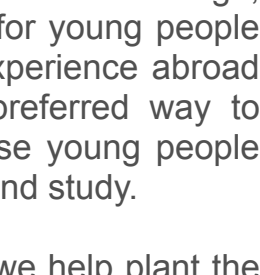 for young people
xperience abroad
preferred way to
se young people
nd study.
we help plant the